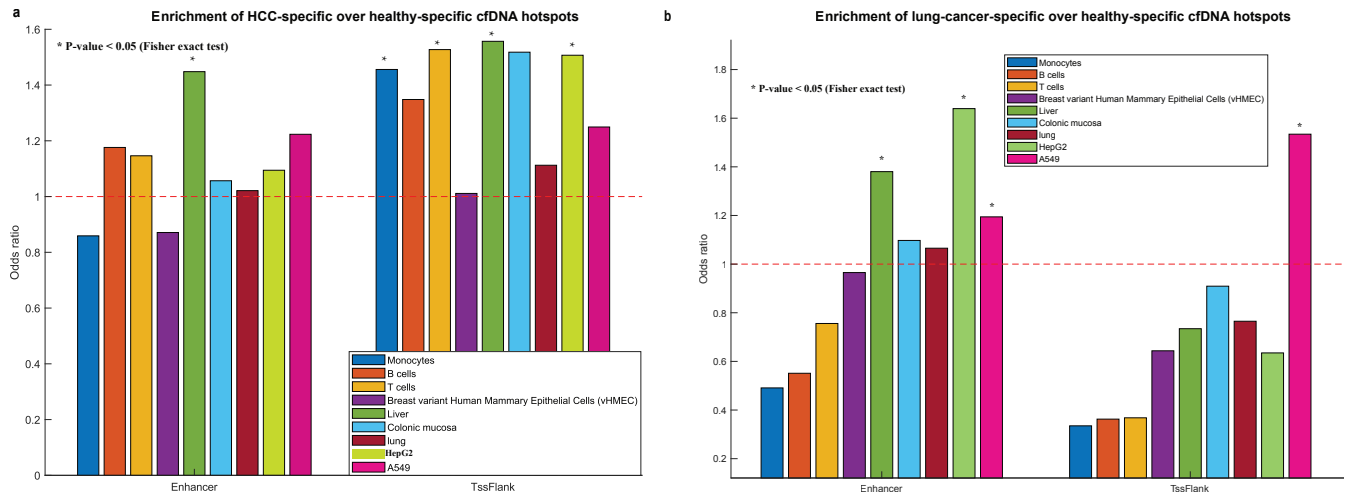 a
Enrichment of HCC-specific over healthy-specific cfDNA hotspots
* P-value < 0.05 (Fisher exact test)
Odds ratio
1.6
1.4
1.2
1
0.8
0.6
0.4
0.2
0
*
*
*
*
*
Monocytes
B cells
T cells
Breast variant Human Mammary Epithelial Cells (vHMEC)
Liver
Colonic mucosa
lung
HepG2
A549
Enhancer
TssFlank
b
Enrichment of lung-cancer-specific over healthy-specific cfDNA hotspots
* P-value < 0.05 (Fisher exact test)
Odds ratio
1.8
1.6
1.4
1.2
1
0.8
0.6
0.4
0.2
*
*
*
*
Monocytes
B cells
T cells
Breast variant Human Mammary Epithelial Cells (vHMEC)
Liver
Colonic mucosa
lung
HepG2
A549
Enhancer
TssFlank